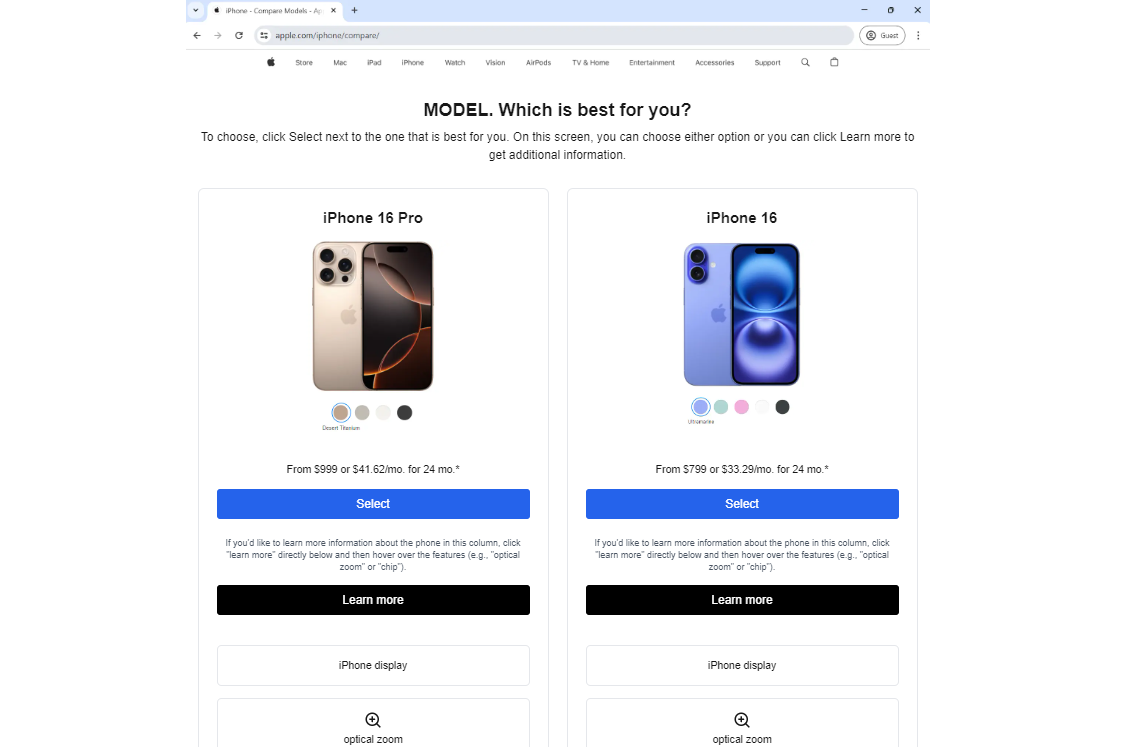 iPhone - Compare Models - Ap
apple.com/iphone/compare/
Guest
Store Mac iPad iPhone Watch Vision AirPods TV & Home Entertainment Accessories Support
MODEL. Which is best for you?
To choose, click Select next to the one that is best for you. On this screen, you can choose either option or you can click Learn more to
get additional information.
iPhone 16 Pro
Desert Titanium
From $999 or $41.62/mo. for 24 mo.*
Select
If you'd like to learn more information about the phone in this column, click
"learn more" directly below and then hover over the features (e.g., "optical
zoom" or "chip").
Learn more
iPhone display
optical zoom
iPhone 16
Ultramarine
From $799 or $33.29/mo. for 24 mo.*
Select
If you'd like to learn more information about the phone in this column, click
"learn more" directly below and then hover over the features (e.g., "optical
zoom" or "chip").
Learn more
iPhone display
optical zoom